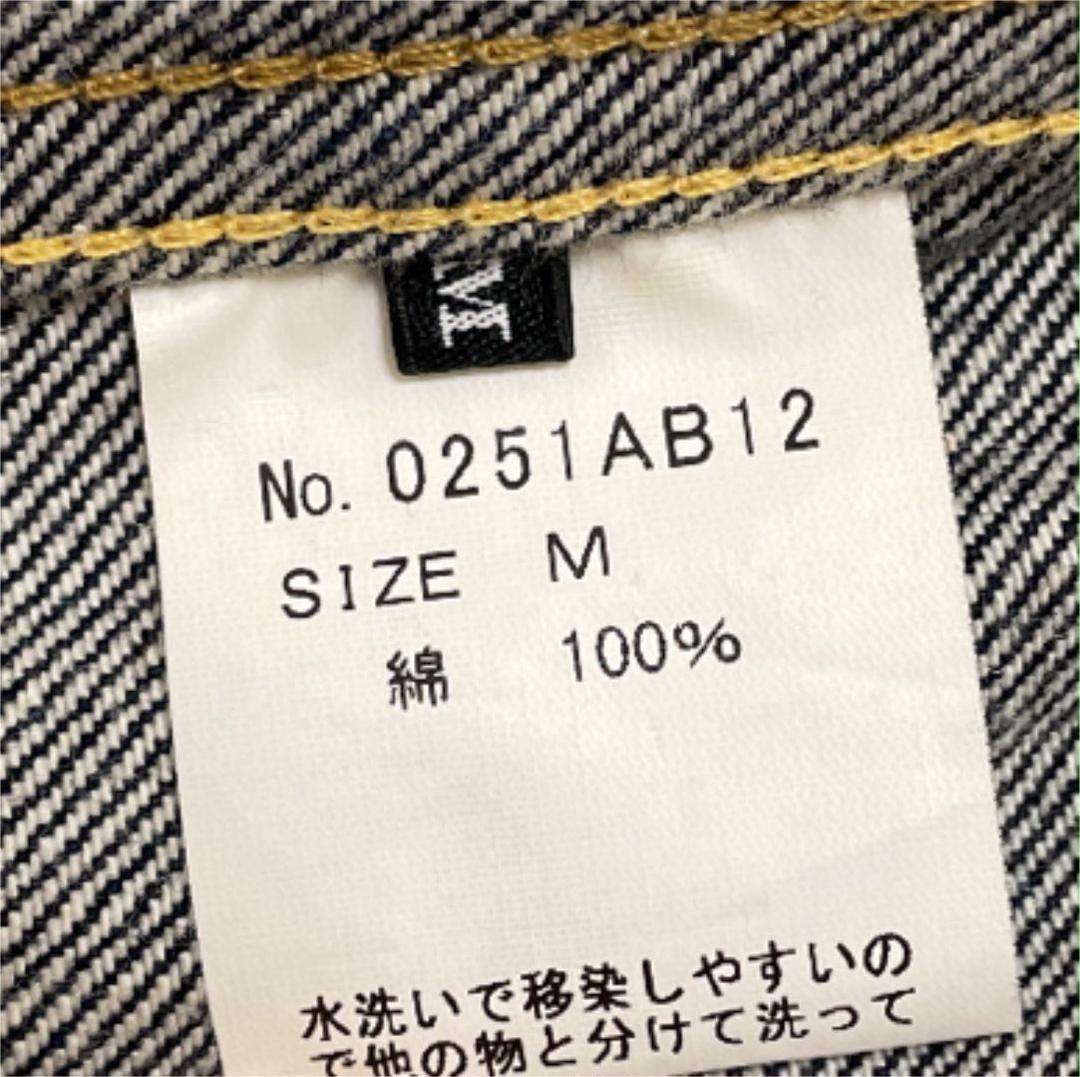 M
No. 0251AB12
SIZE M
綿 100%
水洗いで移染しやすいの
で他の物と分けて洗って